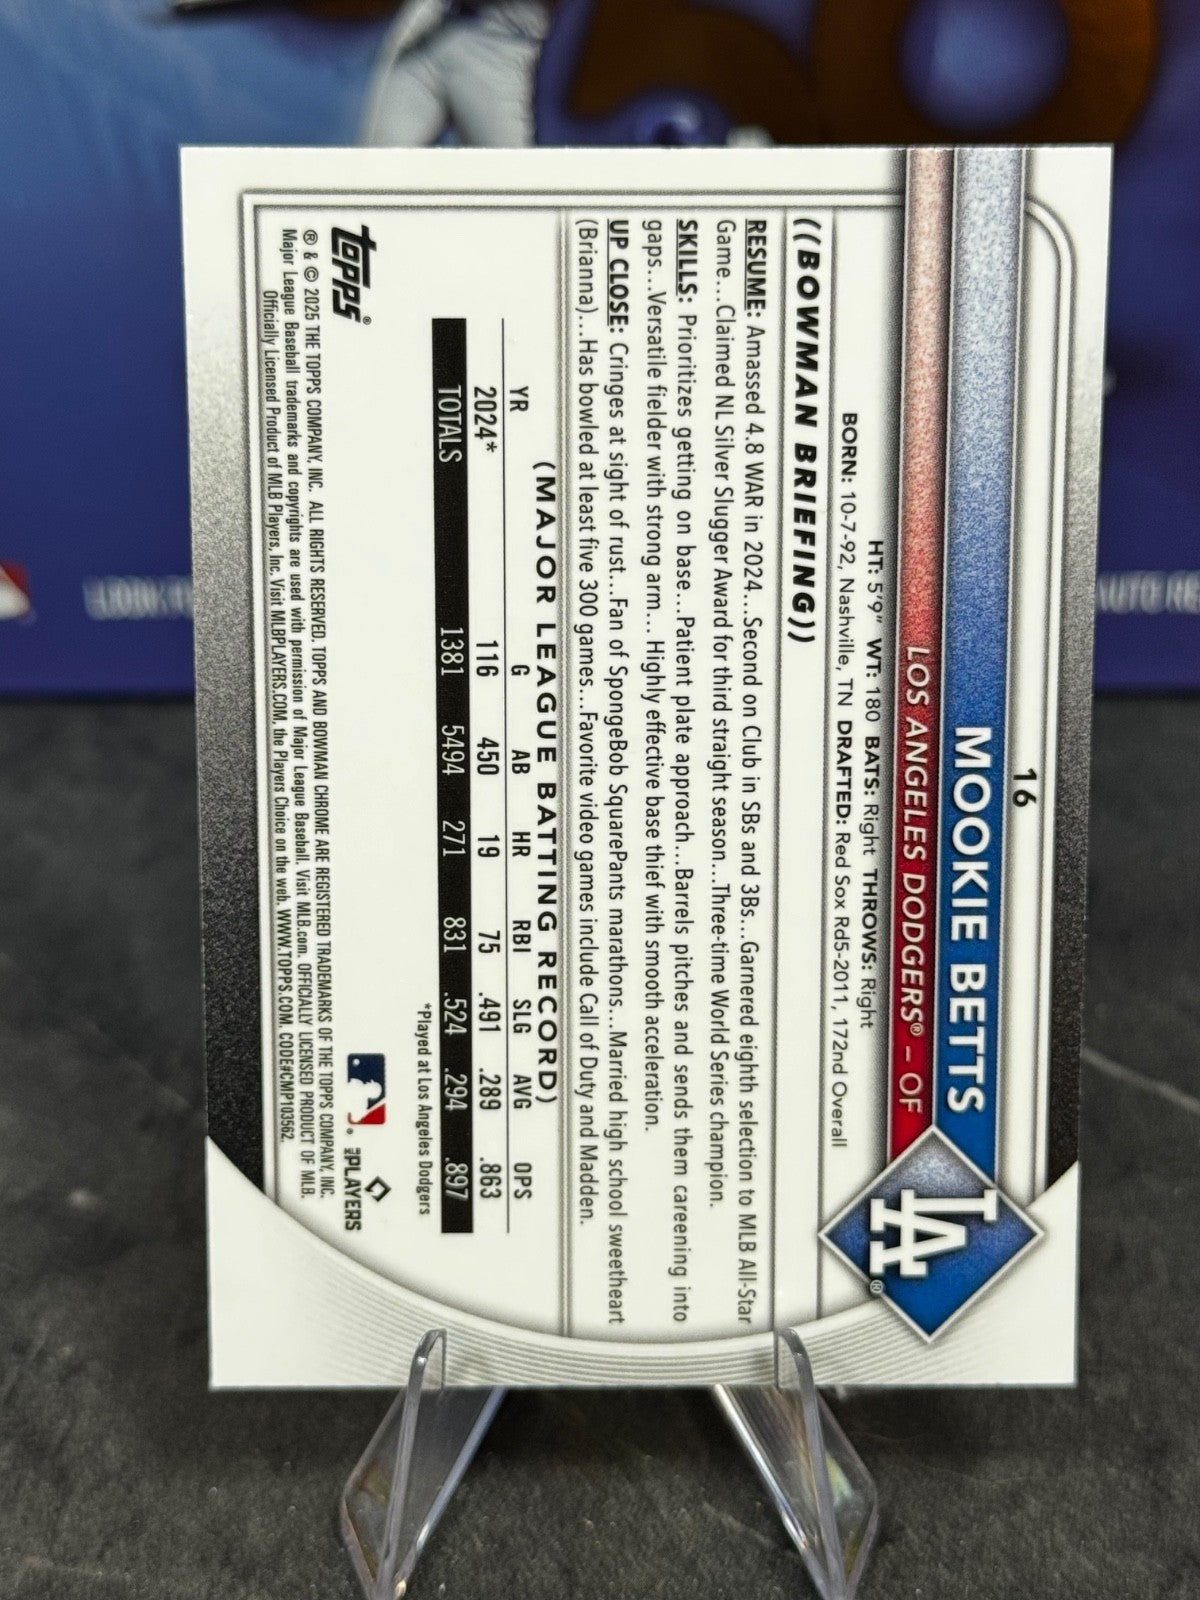 16
MOOKIE BETTS
LOS ANGELES DODGERS® – OF
LA®
HT: 5'9" WT: 180 BATS: Right THROWS: Right
BORN: 10-7-92, Nashville, TN DRAFTED: Red Sox Rd5-2011, 172nd Overall
((BOWMAN BRIEFING))
RESUME: Amassed 4.8 WAR in 2024...Second on Club in SBs and 3Bs...Garnered eighth selection to MLB All-Star
Game...Claimed NL Silver Slugger Award for third straight season...Three-time World Series champion.
SKILLS: Prioritizes getting on base...Patient plate approach...Barrels pitches and sends them careening into
gaps...Versatile fielder with strong arm... Highly effective base thief with smooth acceleration.
UP CLOSE: Cringes at sight of rust...Fan of SpongeBob SquarePants marathons...Married high school sweetheart
(Brianna)...Has bowled at least five 300 games...Favorite video games include Call of Duty and Madden.
(MAJOR LEAGUE BATTING RECORD)
YR G AB HR RBI SLG AVG OPS
2024* 116 450 19 75 .491 .289 .863
TOTALS 1381 5494 271 831 .524 .294 .897
*Played at Los Angeles Dodgers
topps®
PLAYERS
® & © 2025 THE TOPPS COMPANY, INC. ALL RIGHTS RESERVED. TOPPS AND BOWMAN CHROME ARE REGISTERED TRADEMARKS OF THE TOPPS COMPANY, INC.
Major League Baseball trademarks and copyrights are used with permission of Major League Baseball. Visit MLB.com. OFFICIALLY LICENSED PRODUCT OF MLB.
Officially Licensed Product of MLB Players, Inc. Visit MLBPLAYERS.COM, the Players Choice on the web. WWW.TOPPS.COM. CODE#CMP103562.
LOOK